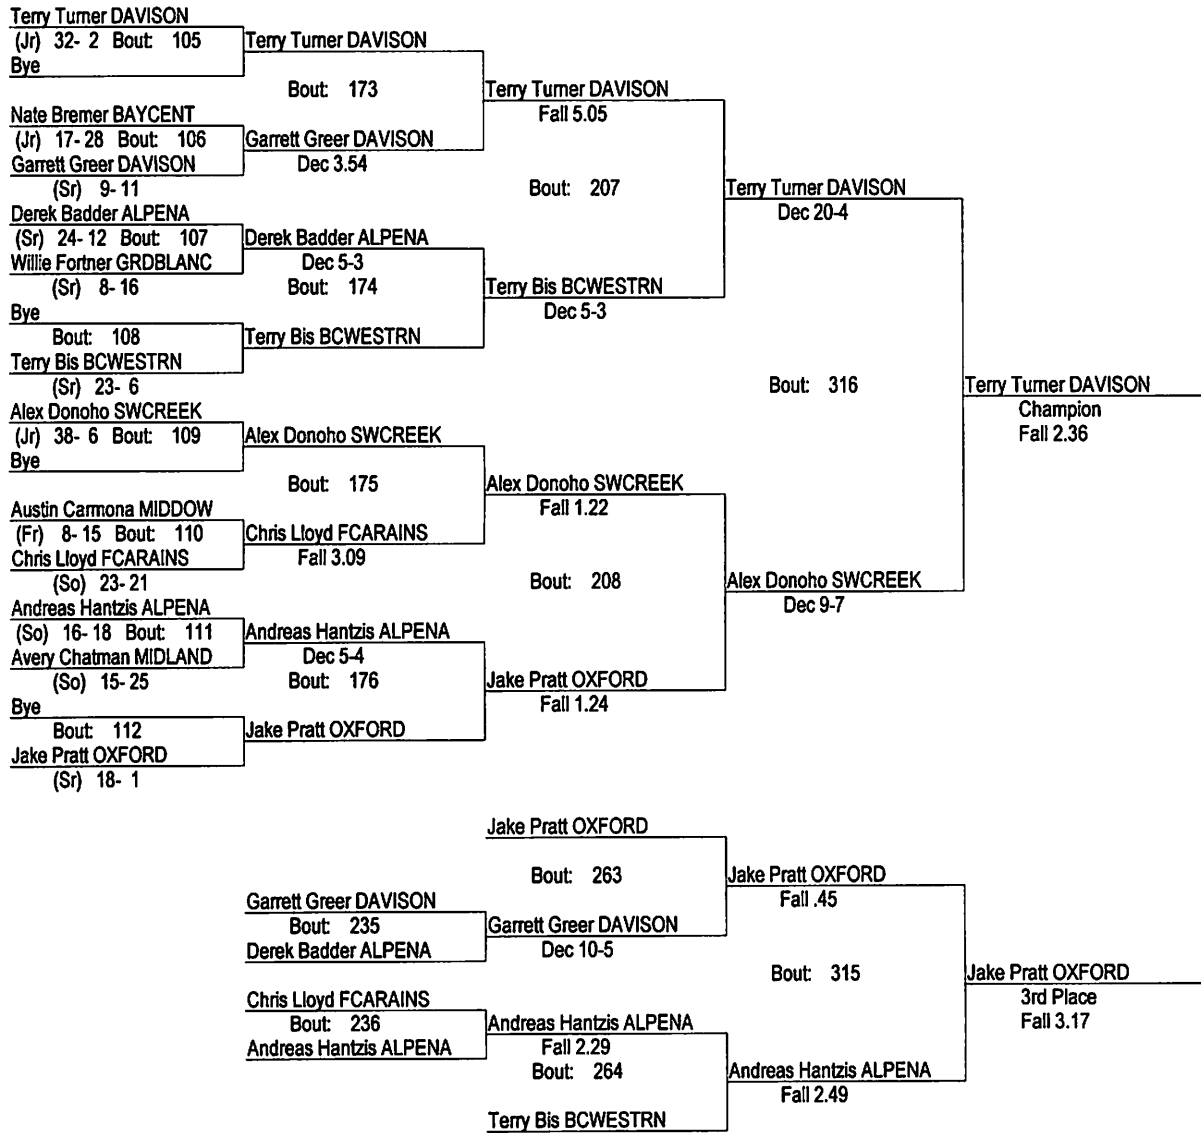 Terry Turner DAVISON
(Jr) 32- 2 Bout: 105
Bye
Terry Turner DAVISON
Bout: 173
Nate Bremer BAYCENT
(Jr) 17- 28 Bout: 106
Garrett Greer DAVISON
(Sr) 9- 11
Garrett Greer DAVISON
Dec 3.54
Terry Turner DAVISON
Fall 5.05
Bout: 207
Derek Badder ALPENA
(Sr) 24- 12 Bout: 107
Willie Fortner GRDBLANC
(Sr) 8- 16
Derek Badder ALPENA
Dec 5-3
Bout: 174
Bye
Bout: 108
Terry Bis BCWESTRN
(Sr) 23- 6
Terry Bis BCWESTRN
Terry Bis BCWESTRN
Dec 5-3
Terry Turner DAVISON
Dec 20-4
Bout: 316
Alex Donoho SWCREEK
(Jr) 38- 6 Bout: 109
Bye
Alex Donoho SWCREEK
Bout: 175
Austin Carmona MIDDOW
(Fr) 8- 15 Bout: 110
Chris Lloyd FCARAINS
(So) 23- 21
Chris Lloyd FCARAINS
Fall 3.09
Alex Donoho SWCREEK
Fall 1.22
Bout: 208
Andreas Hantzis ALPENA
(So) 16- 18 Bout: 111
Avery Chatman MIDLAND
(So) 15- 25
Andreas Hantzis ALPENA
Dec 5-4
Bout: 176
Bye
Bout: 112
Jake Pratt OXFORD
(Sr) 18- 1
Jake Pratt OXFORD
Jake Pratt OXFORD
Fall 1.24
Alex Donoho SWCREEK
Dec 9-7
Terry Turner DAVISON
Champion
Fall 2.36
Jake Pratt OXFORD
Bout: 263
Garrett Greer DAVISON
Bout: 235
Derek Badder ALPENA
Garrett Greer DAVISON
Dec 10-5
Jake Pratt OXFORD
Fall .45
Bout: 315
Chris Lloyd FCARAINS
Bout: 236
Andreas Hantzis ALPENA
Andreas Hantzis ALPENA
Fall 2.29
Bout: 264
Terry Bis BCWESTRN
Andreas Hantzis ALPENA
Fall 2.49
Jake Pratt OXFORD
3rd Place
Fall 3.17